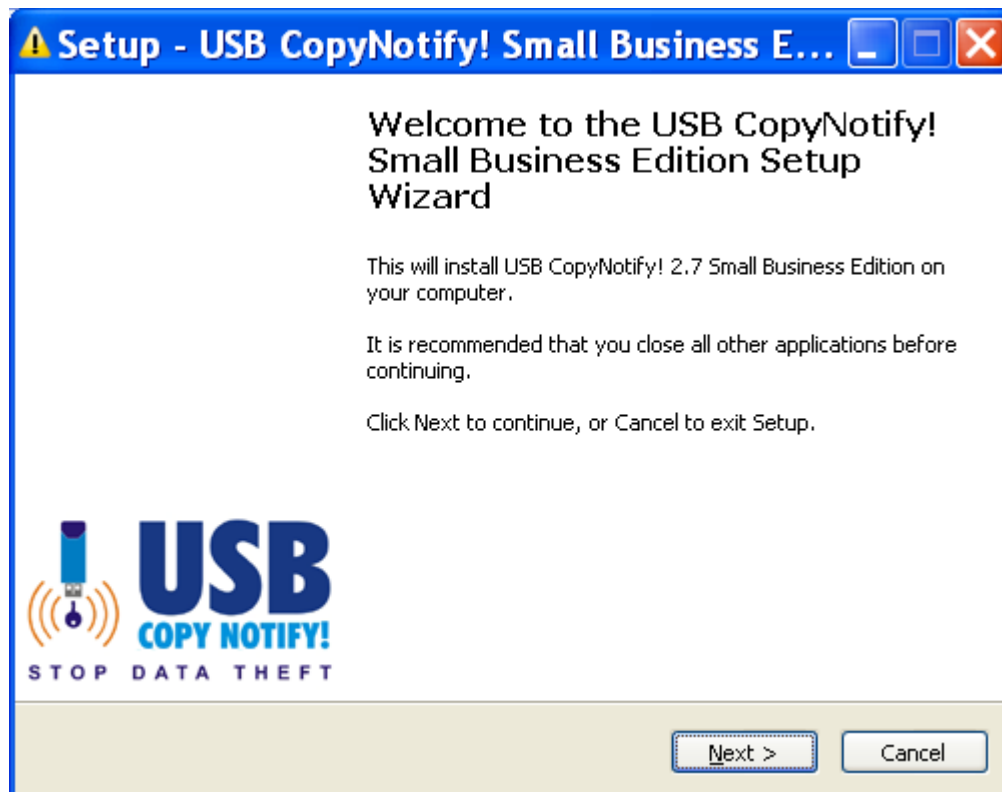 Setup - USB CopyNotify! Small Business E...
Welcome to the USB CopyNotify!
Small Business Edition Setup
Wizard
This will install USB CopyNotify! 2.7 Small Business Edition on
your computer.
It is recommended that you close all other applications before
continuing.
Click Next to continue, or Cancel to exit Setup.
USB
COPY NOTIFY!
STOP DATA THEFT
Next >
Cancel